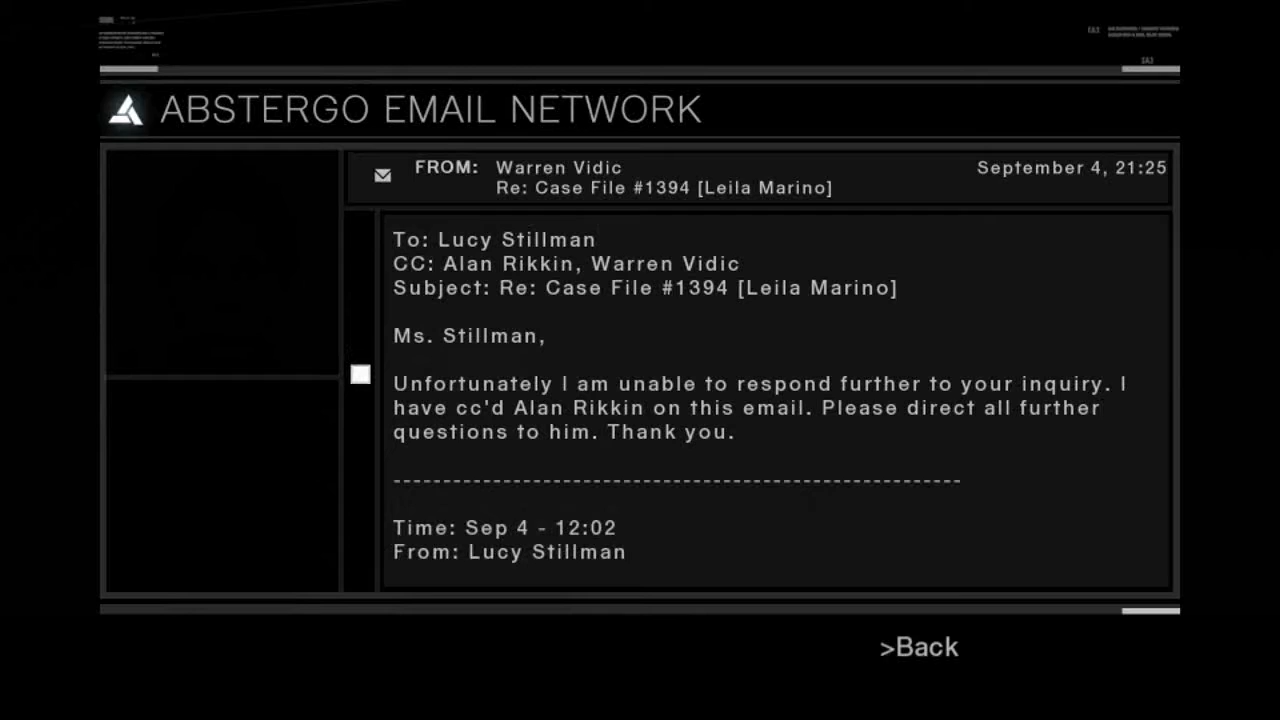 ABSTERGO EMAIL NETWORK
FROM: Warren Vidic September 4, 21:25
Re: Case File #1394 [Leila Marino]
To: Lucy Stillman
CC: Alan Rikkin, Warren Vidic
Subject: Re: Case File #1394 [Leila Marino]
Ms. Stillman,
Unfortunately I am unable to respond further to your inquiry. I
have cc'd Alan Rikkin on this email. Please direct all further
questions to him. Thank you.
---------------------------------------------------------
Time: Sep 4 - 12:02
From: Lucy Stillman
>Back